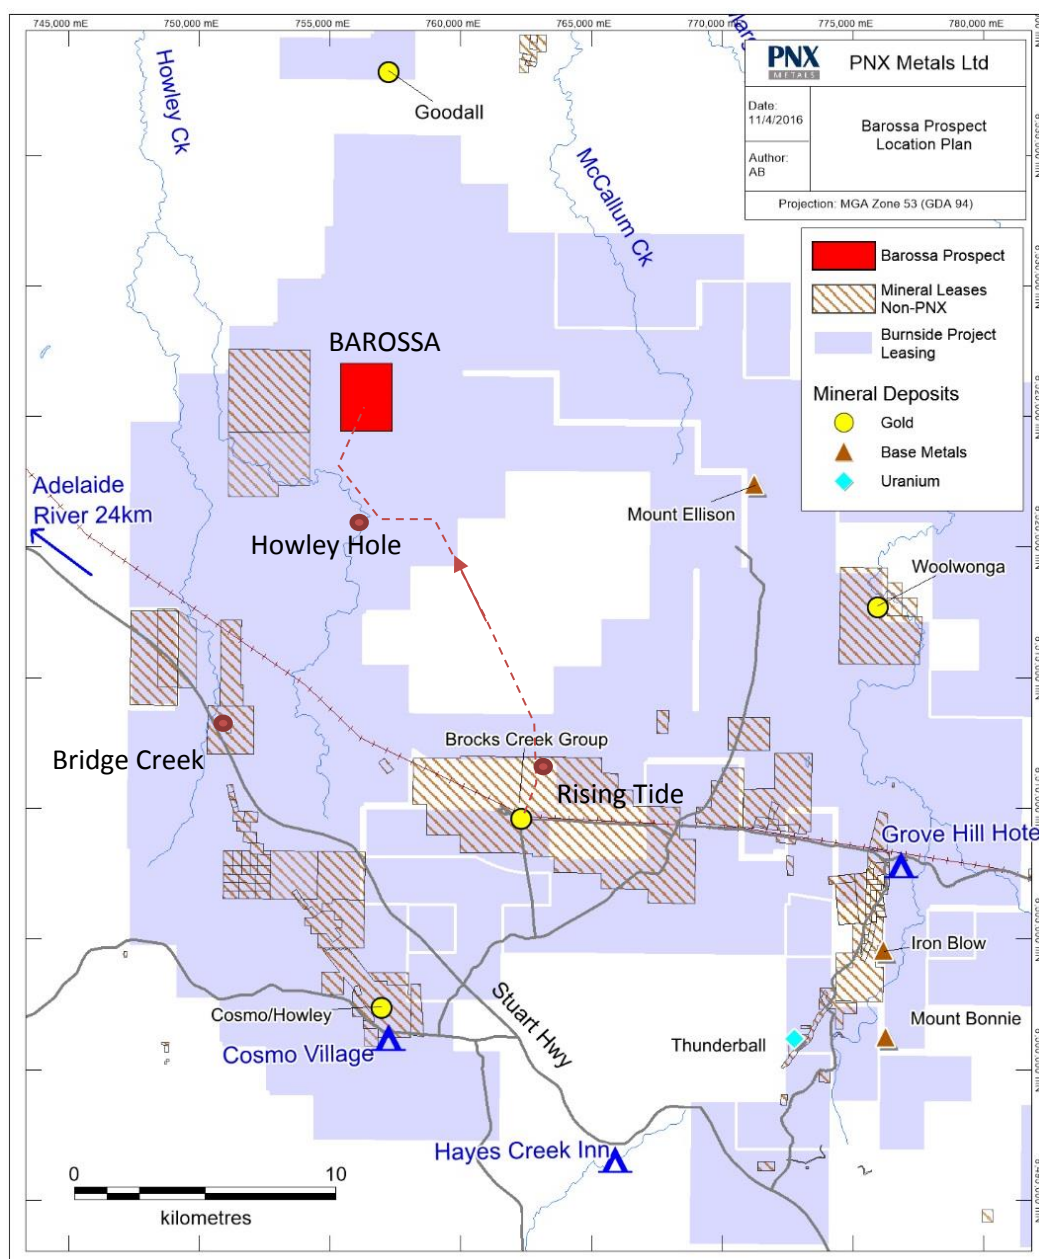 745,000 mE
750,000 mE
755,000 mE
760,000 mE
765,000 mE
770,000 mE
775,000 mE
780,000 mE
PNX
METALS
PNX Metals Ltd
Date:
11/4/2016
Author:
AB
Barossa Prospect
Location Plan
Projection: MGA Zone 53 (GDA 94)
Barossa Prospect
Mineral Leases
Non-PNX
Burnside Project
Leasing
Mineral Deposits
Gold
Base Metals
Uranium
Howley Ck
Goodall
McCallum Ck
BAROSSA
Adelaide
River 24km
Howley Hole
Mount Ellison
Woolwonga
Bridge Creek
Brocks Creek Group
Rising Tide
Grove Hill Hote
Iron Blow
Cosmo/Howley
Stuart Hwy
Mount Bonnie
Cosmo Village
Thunderball
Hayes Creek Inn
0
10
kilometres